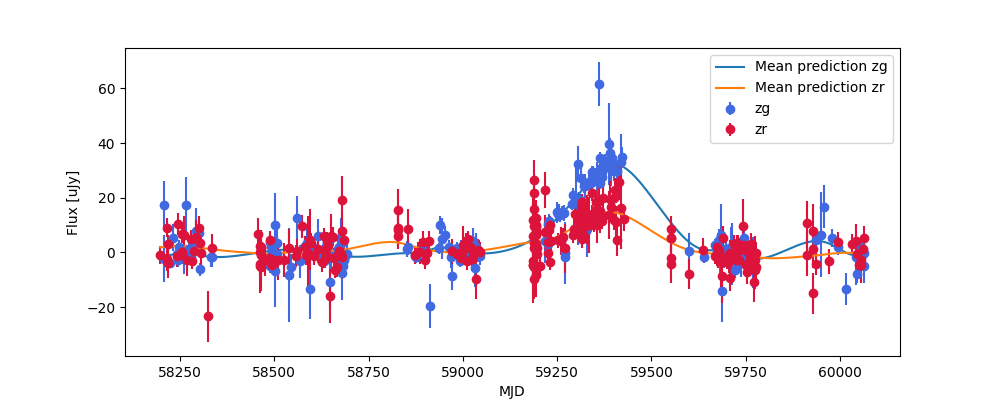 Mean prediction zg
Mean prediction zr
zg
zr
Flux [uJy]
60
40
20
0
−20
58250 58500 58750 59000 59250 59500 59750 60000
MJD